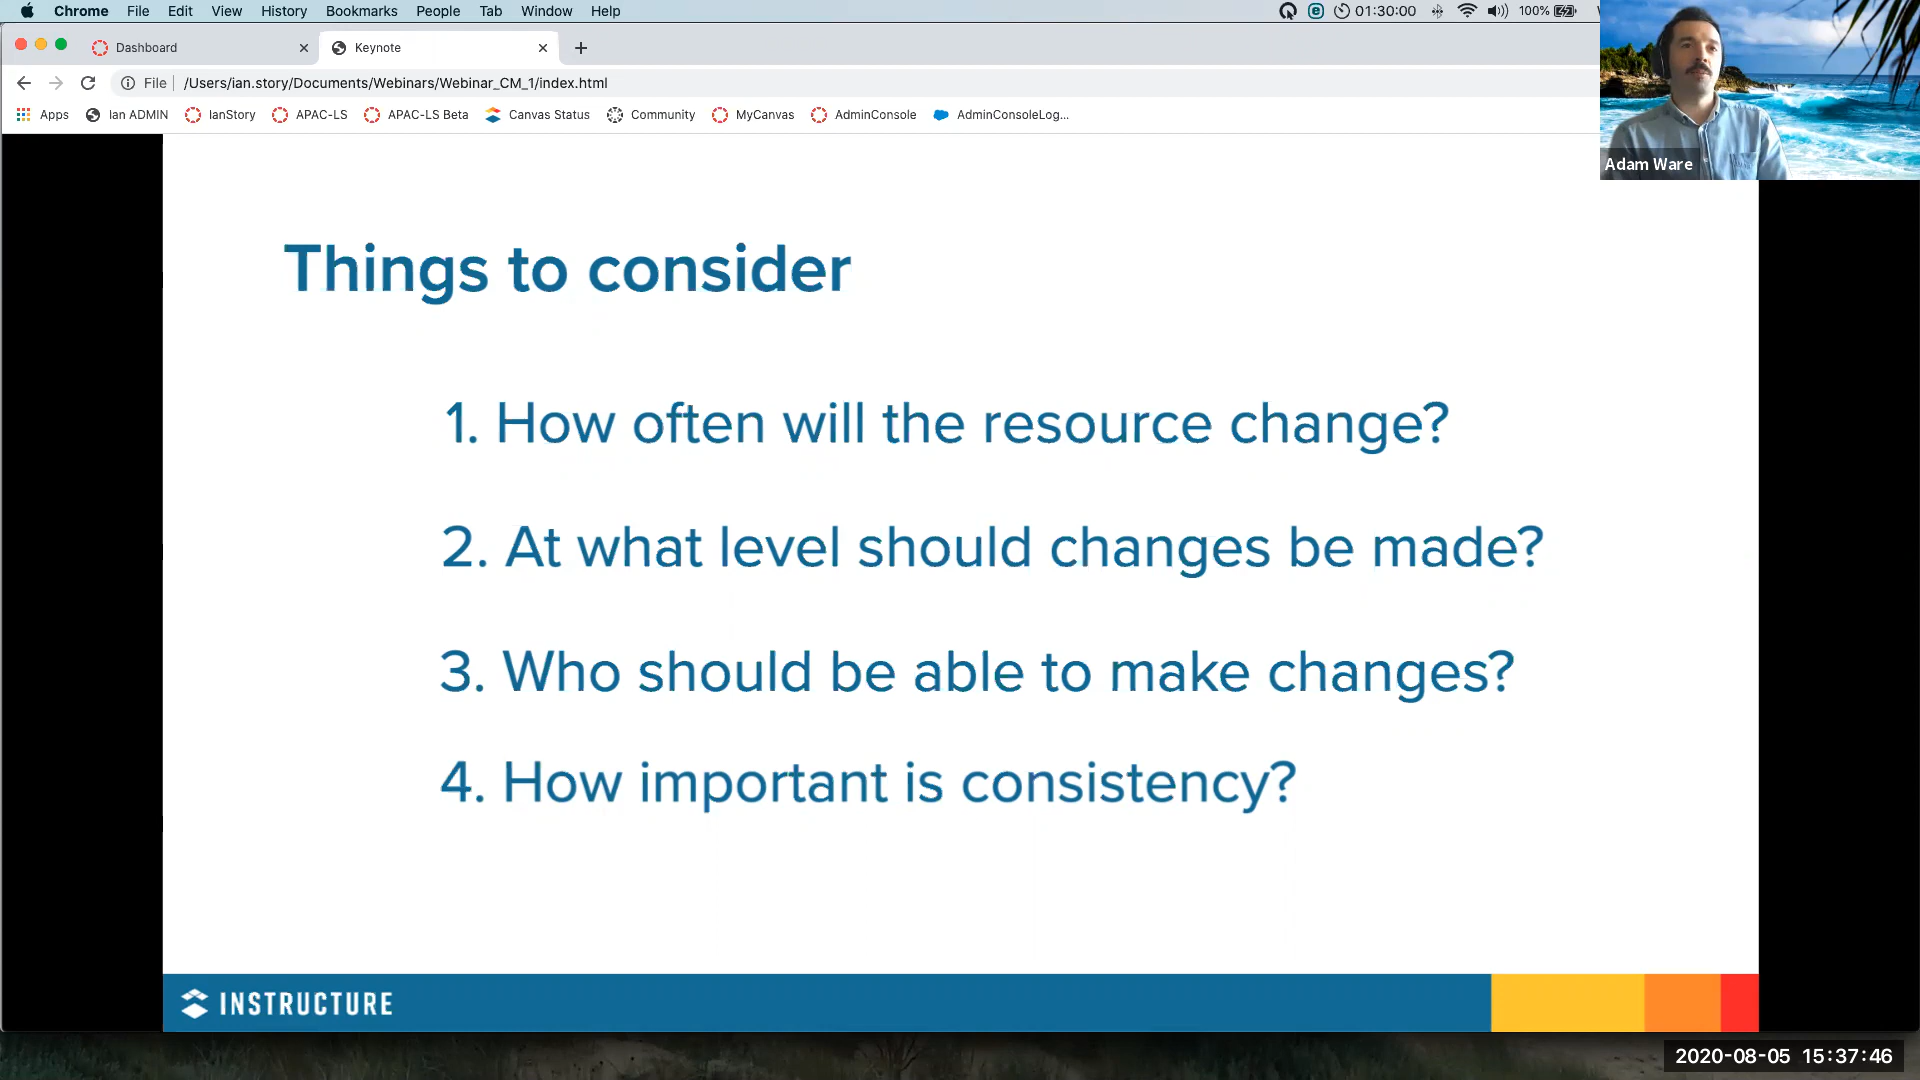 Chrome File Edit View History Bookmarks People Tab Window Help 01:30:00 100%
Dashboard Keynote
File /Users/ian.story/Documents/Webinars/Webinar_CM_1/index.html
Apps Ian ADMIN IanStory APAC-LS APAC-LS Beta Canvas Status Community MyCanvas AdminConsole AdminConsoleLog...
Adam Ware
Things to consider
1. How often will the resource change?
2. At what level should changes be made?
3. Who should be able to make changes?
4. How important is consistency?
INSTRUCTURE
2020-08-05 15:37:46